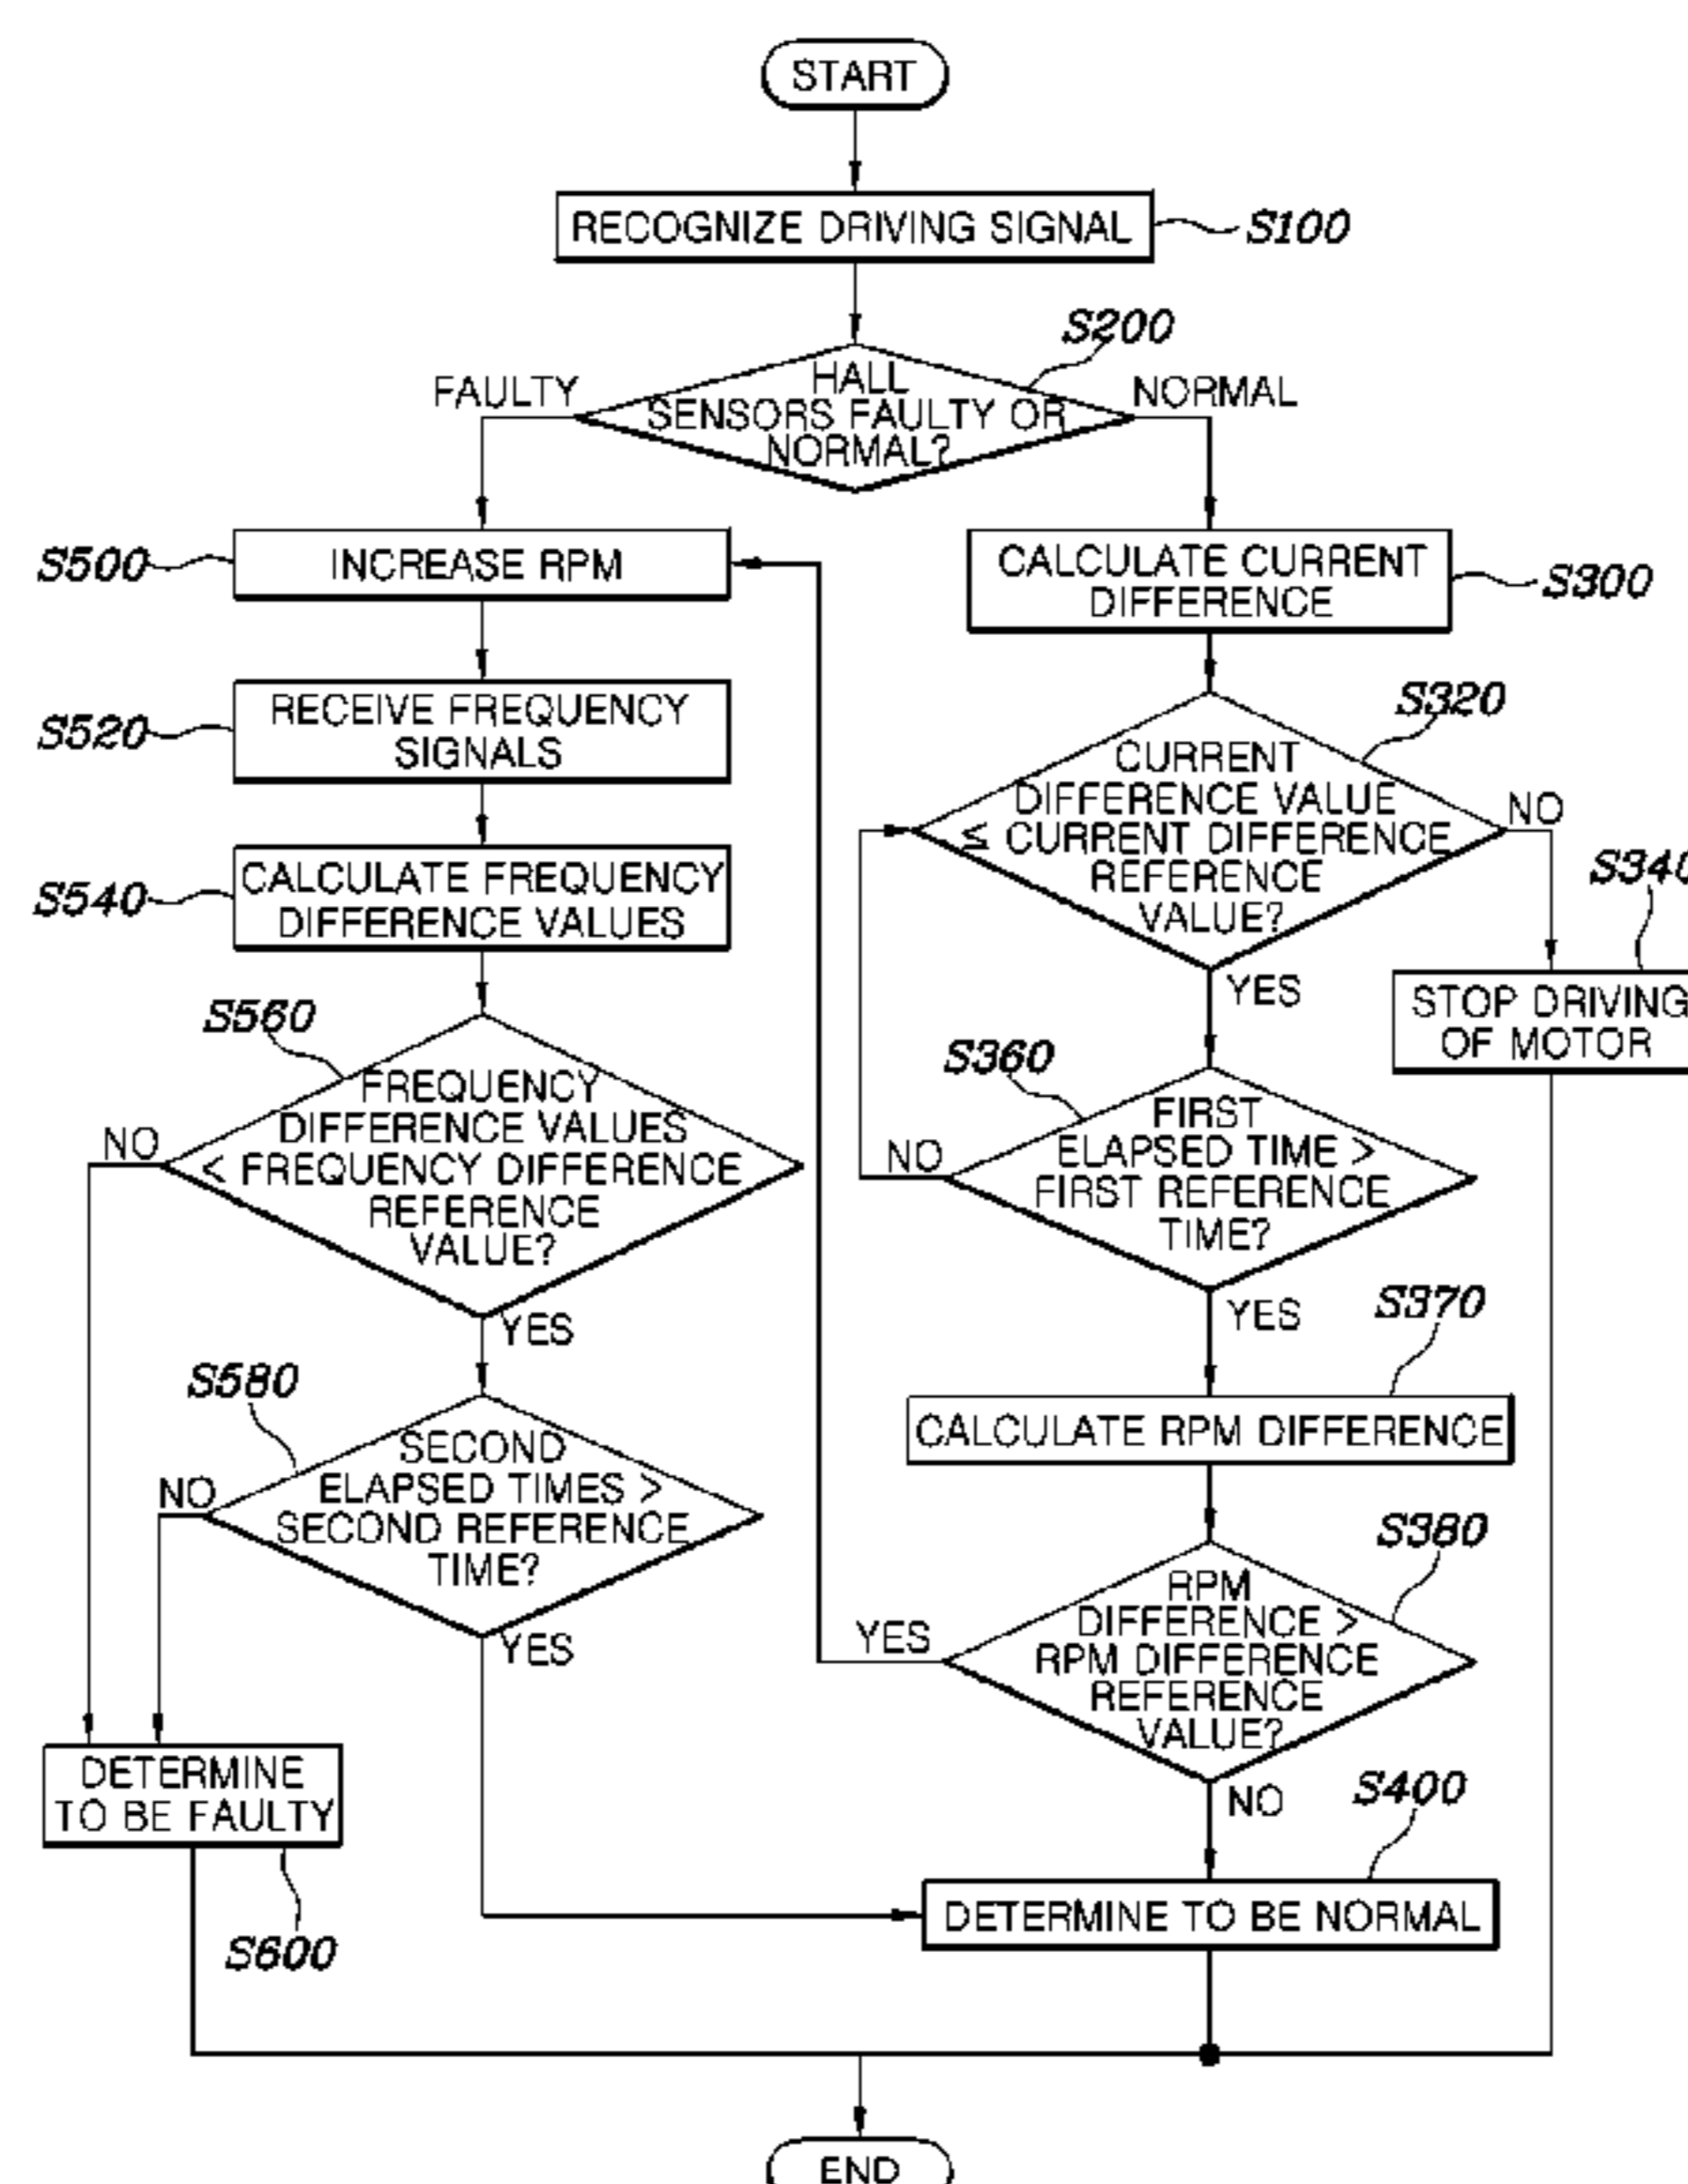 START
RECOGNIZE DRIVING SIGNAL
S100
S200
HALL
SENSORS FAULTY OR
NORMAL?
FAULTY
NORMAL
S500
INCREASE RPM
CALCULATE CURRENT
DIFFERENCE
S300
S520
RECEIVE FREQUENCY
SIGNALS
S320
CURRENT
DIFFERENCE VALUE
≤ CURRENT DIFFERENCE
REFERENCE
VALUE?
NO
YES
S340
STOP DRIVING
OF MOTOR
S540
CALCULATE FREQUENCY
DIFFERENCE VALUES
S560
FREQUENCY
DIFFERENCE VALUES
< FREQUENCY DIFFERENCE
REFERENCE
VALUE?
NO
YES
S360
FIRST
ELAPSED TIME >
FIRST REFERENCE
TIME?
NO
YES
S370
CALCULATE RPM DIFFERENCE
S580
SECOND
ELAPSED TIMES >
SECOND REFERENCE
TIME?
NO
YES
S380
RPM
DIFFERENCE >
RPM DIFFERENCE
REFERENCE
VALUE?
YES
NO
DETERMINE
TO BE FAULTY
S600
S400
DETERMINE TO BE NORMAL
END